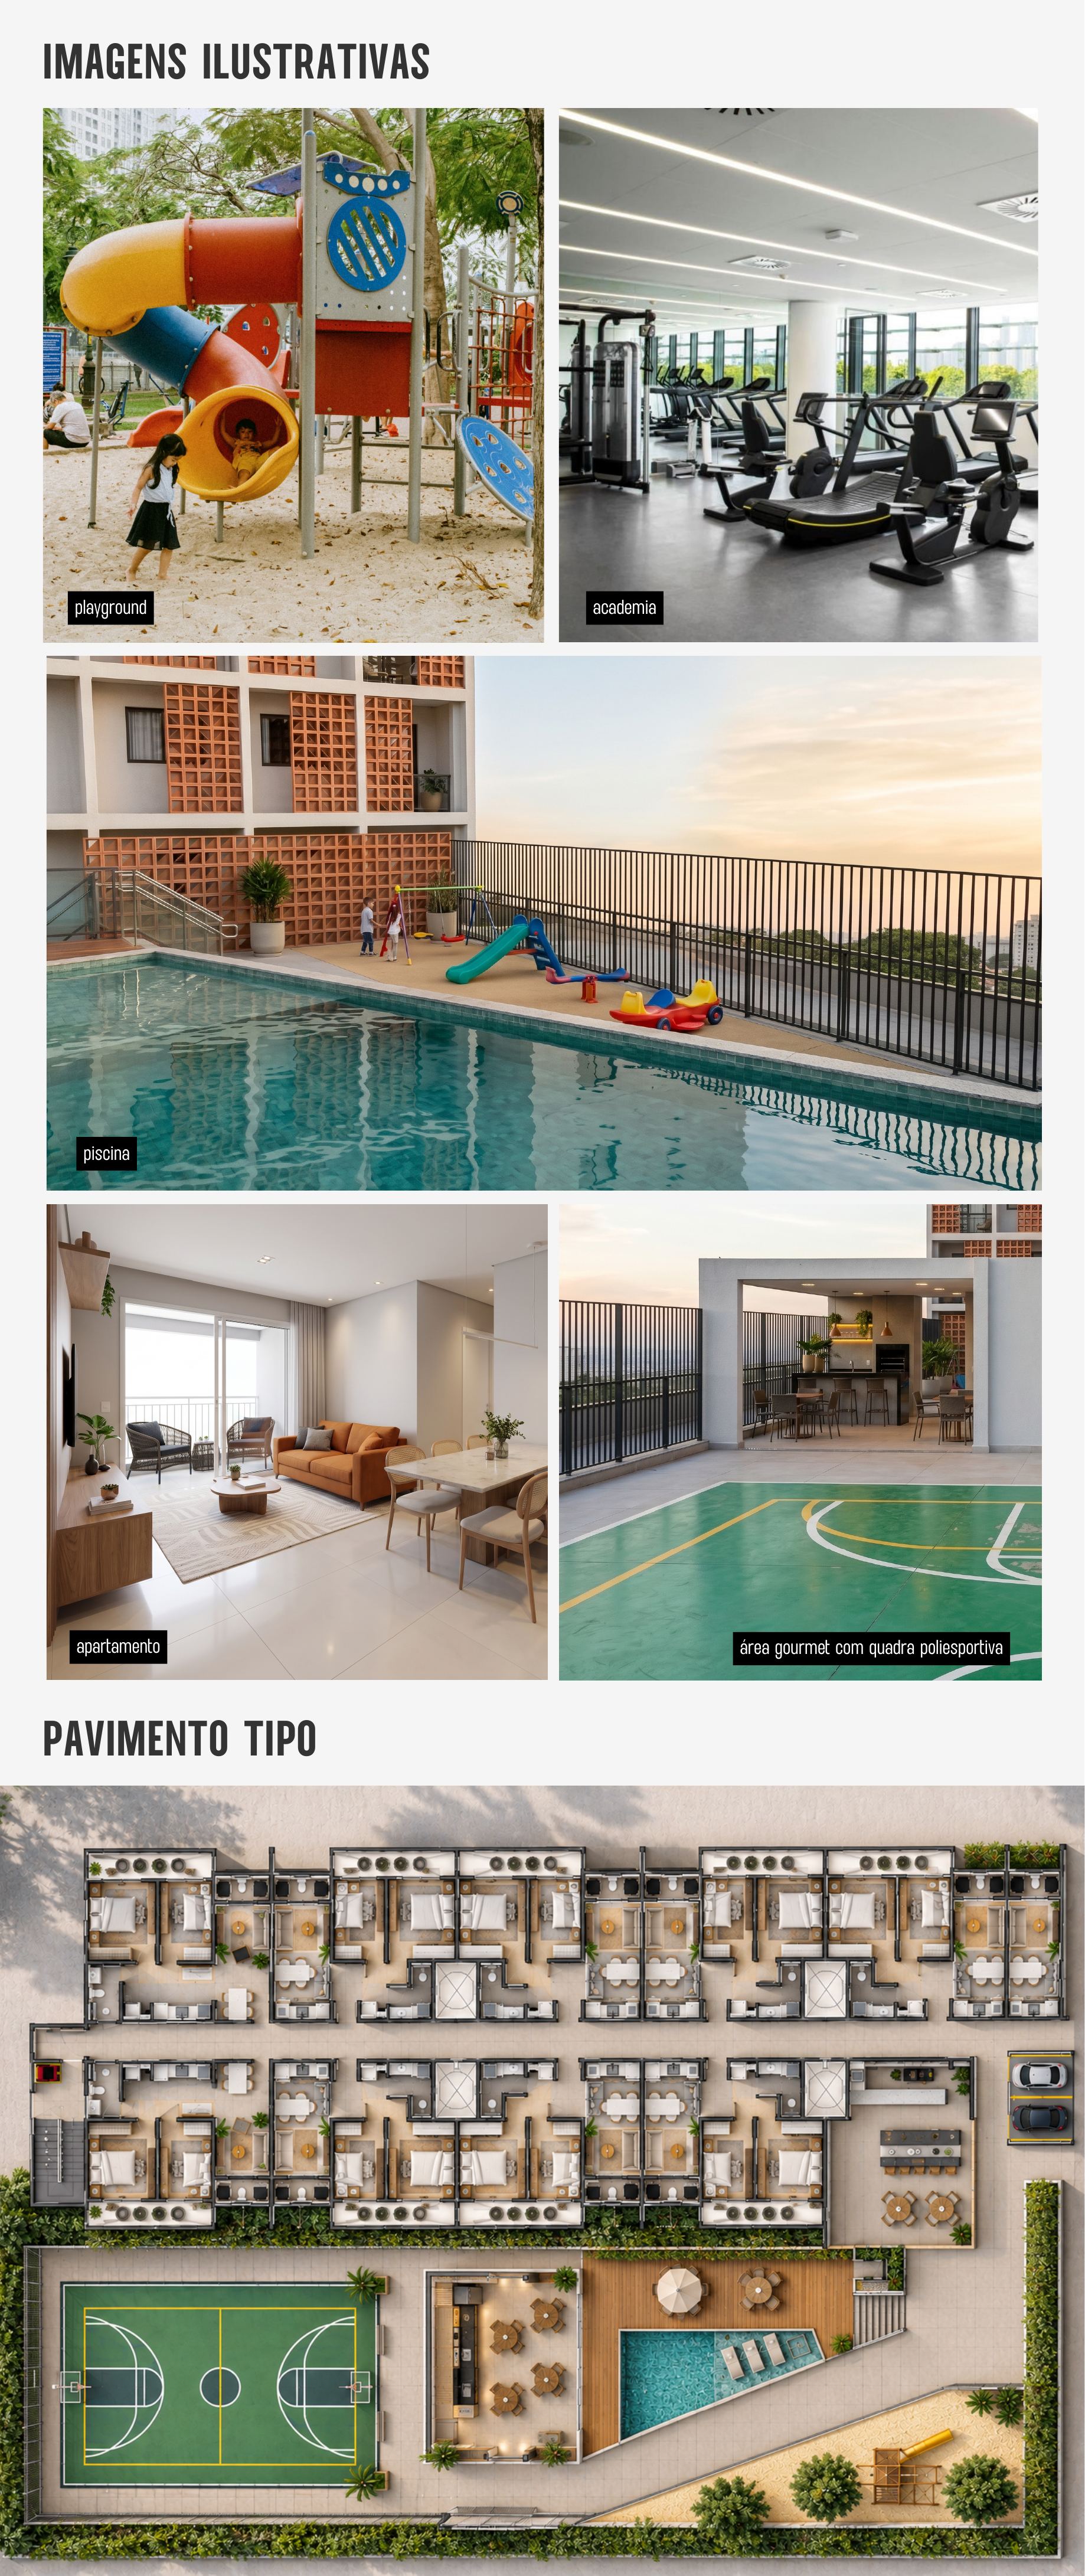 IMAGENS ILUSTRATIVAS
playground
academia
piscina
apartamento
área gourmet com quadra poliesportiva
PAVIMENTO TIPO